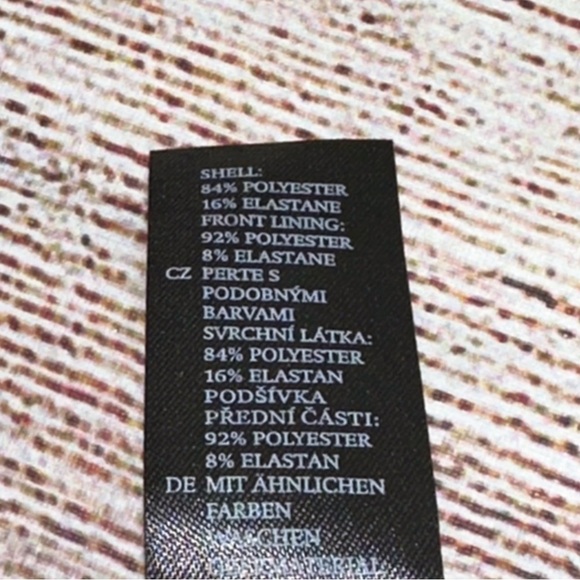 SHELL:
84% POLYESTER
16% ELASTANE
FRONT LINING:
92% POLYESTER
8% ELASTANE
CZ PERTE S
PODOBNÝMI
BARVAMI
SVRCHNÍ LÁTKA:
84% POLYESTER
16% ELASTAN
PODŠÍVKA
PŘEDNÍ ČÁSTI:
92% POLYESTER
8% ELASTAN
DE MIT ÄHNLICHEN
FARBEN
WASCHEN